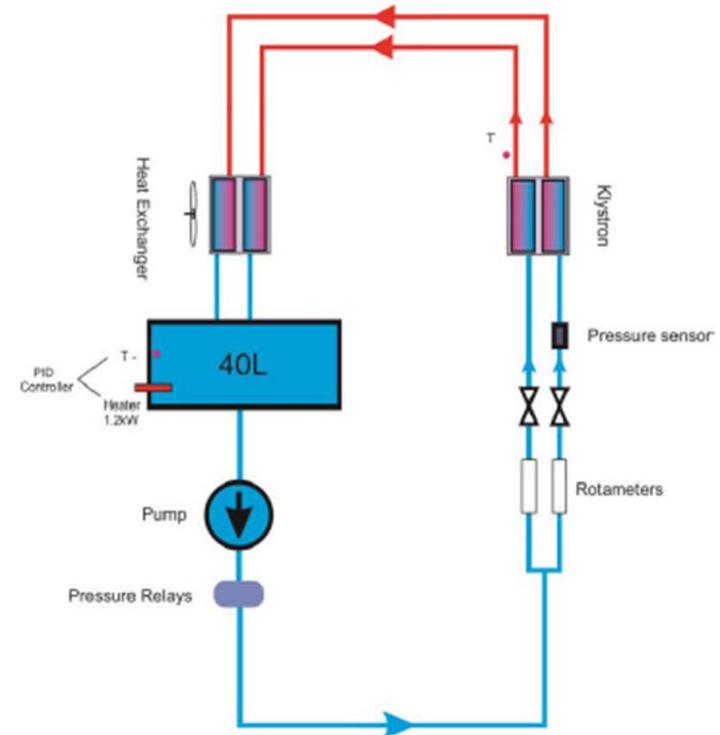 T
Heat Exchanger
Klystron
Pressure sensor
40L
T -
PID
Controller
Heater
1.2kW
Rotameters
Pump
Pressure Relays